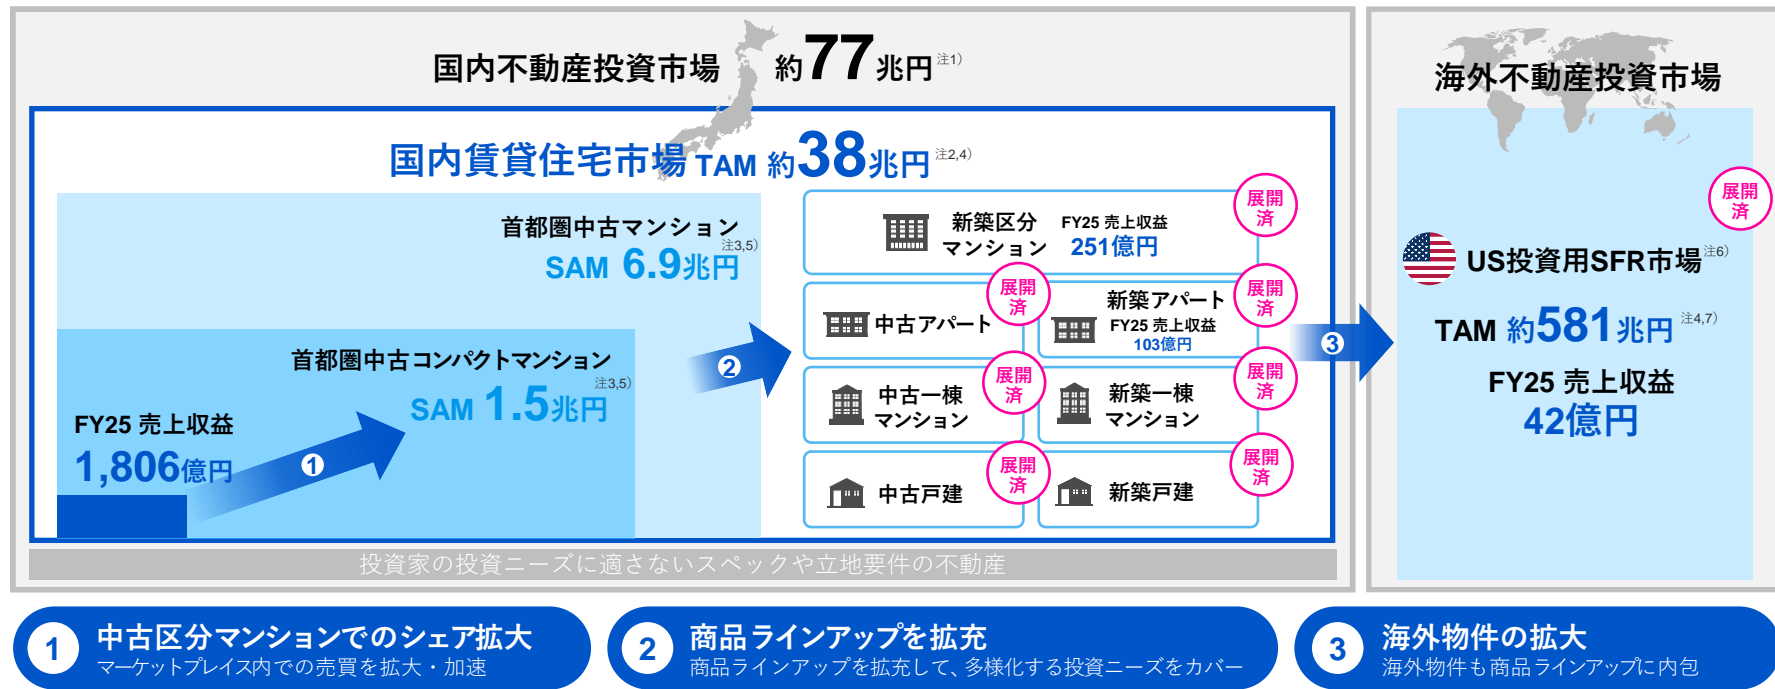 国内不動産投資市場 約77兆円 注1)
国内賃貸住宅市場 TAM 約38兆円 注2,4)
首都圏中古マンション
SAM 6.9兆円 注3,5)
首都圏中古コンパクトマンション
SAM 1.5兆円 注3,5)
FY25 売上収益
1,806億円
1
2
新築区分
マンション
FY25 売上収益
251億円
展開
済
中古アパート
展開
済
新築アパート
FY25 売上収益
103億円
展開
済
中古一棟
マンション
展開
済
新築一棟
マンション
展開
済
中古戸建
展開
済
新築戸建
展開
済
投資家の投資ニーズに適さないスペックや立地要件の不動産
3
海外不動産投資市場
展開
済
US投資用SFR市場 注6)
TAM 約581兆円 注4,7)
FY25 売上収益
42億円
1 中古区分マンションでのシェア拡大
マーケットプレイス内での売買を拡大・加速
2 商品ラインアップを拡充
商品ラインアップを拡充して、多様化する投資ニーズをカバー
3 海外物件の拡大
海外物件も商品ラインアップに内包